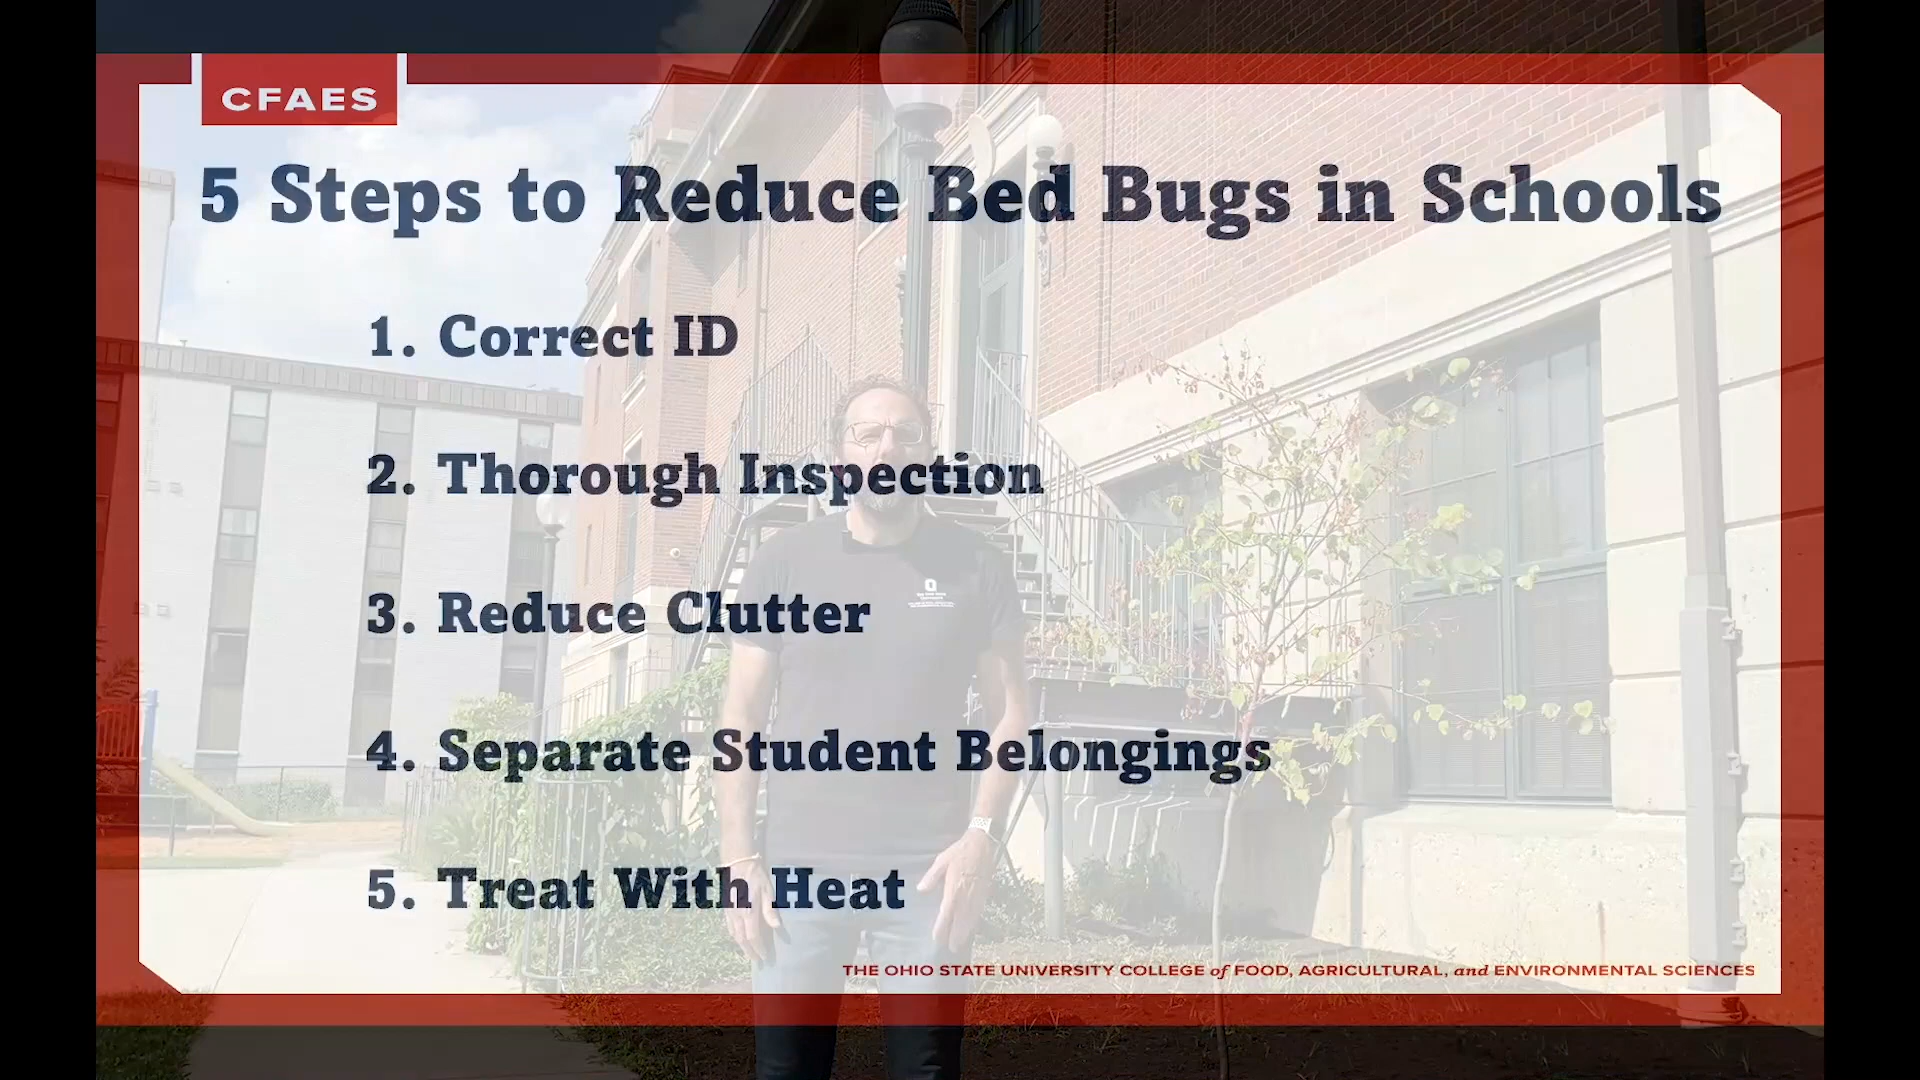 CFAES
5 Steps to Reduce Bed Bugs in Schools
1. Correct ID
2. Thorough Inspection
3. Reduce Clutter
4. Separate Student Belongings
5. Treat With Heat
THE OHIO STATE UNIVERSITY COLLEGE of FOOD, AGRICULTURAL, and ENVIRONMENTAL SCIENCES